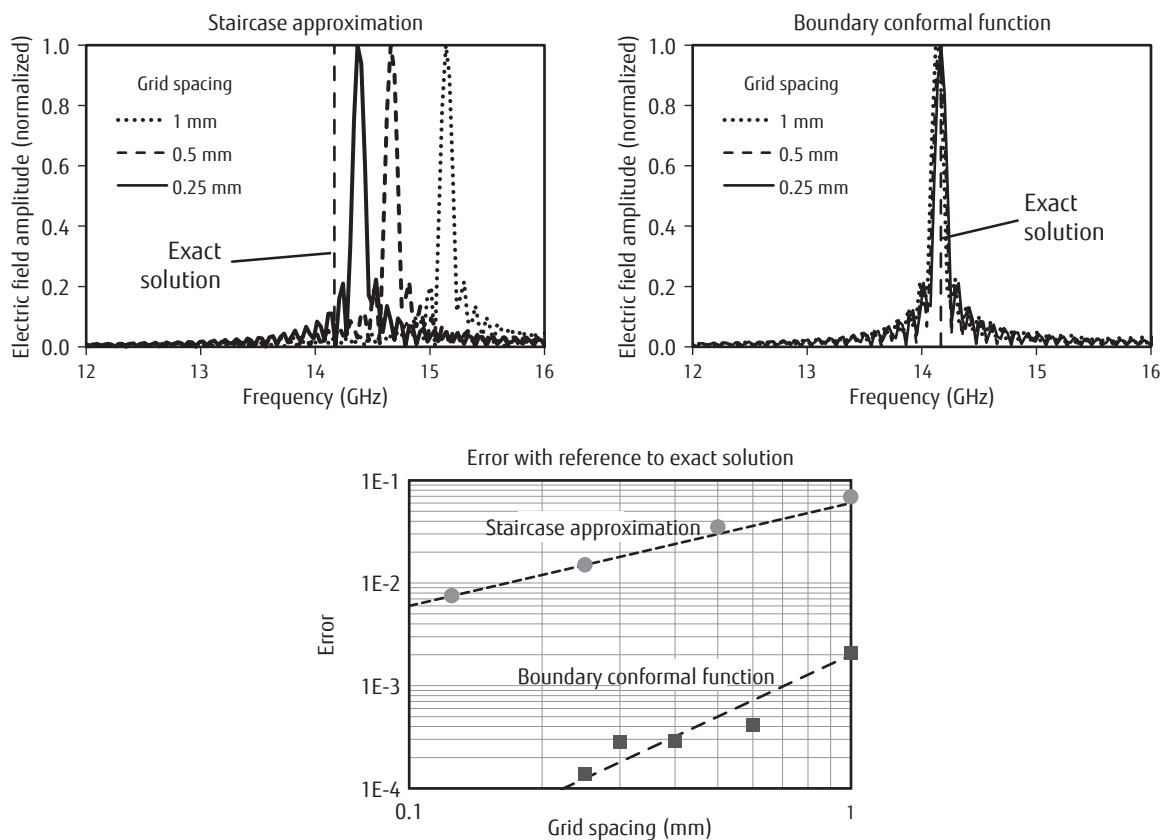 Staircase approximation
Electric field amplitude (normalized)
1.0
0.8
0.6
0.4
0.2
0.0
Grid spacing
1 mm
0.5 mm
0.25 mm
Exact
solution
12
13
14
15
16
Frequency (GHz)
Boundary conformal function
Electric field amplitude (normalized)
1.0
0.8
0.6
0.4
0.2
0.0
Grid spacing
1 mm
0.5 mm
0.25 mm
Exact
solution
12
13
14
15
16
Frequency (GHz)
Error with reference to exact solution
Error
1E-1
1E-2
1E-3
1E-4
Staircase approximation
Boundary conformal function
0.1
1
Grid spacing (mm)